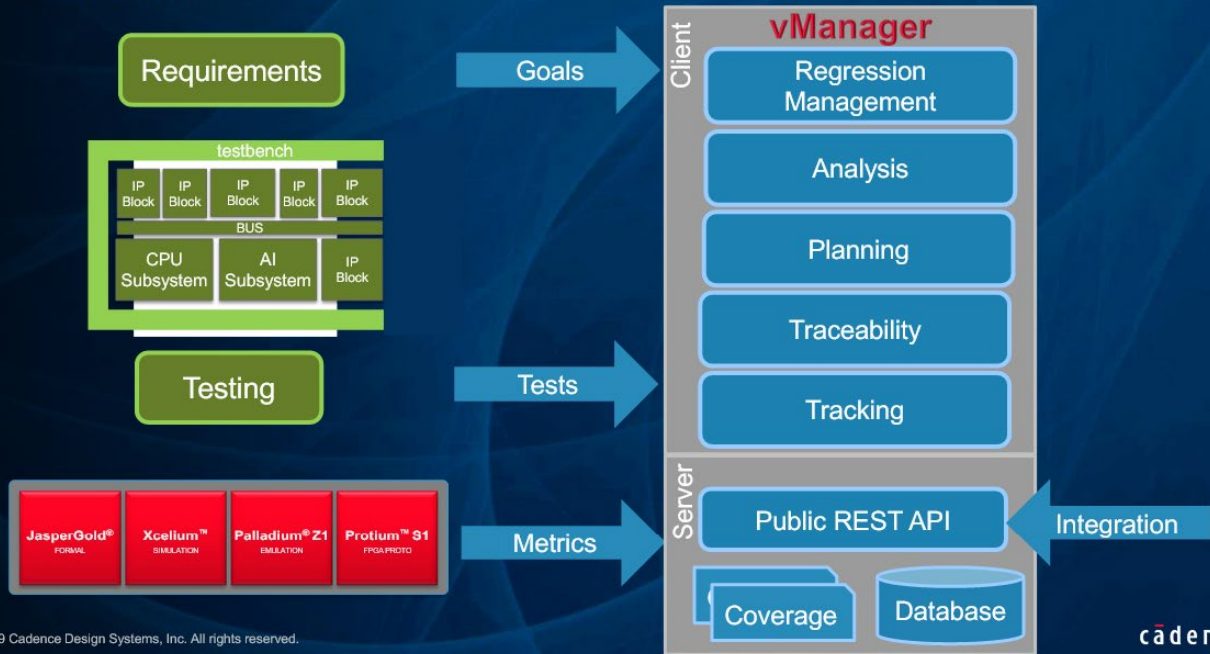 Requirements
Goals
Client
vManager
Regression
Management
testbench
IP
Block
IP
Block
IP
Block
IP
Block
IP
Block
BUS
CPU
Subsystem
AI
Subsystem
IP
Block
Analysis
Planning
Traceability
Testing
Tests
Tracking
JasperGold®
FORMAL
Xcelium™
SIMULATION
Palladium® Z1
EMULATION
Protium™ S1
FPGA PROTO
Metrics
Server
Public REST API
Integration
Coverage
Database
9 Cadence Design Systems, Inc. All rights reserved.
cāden